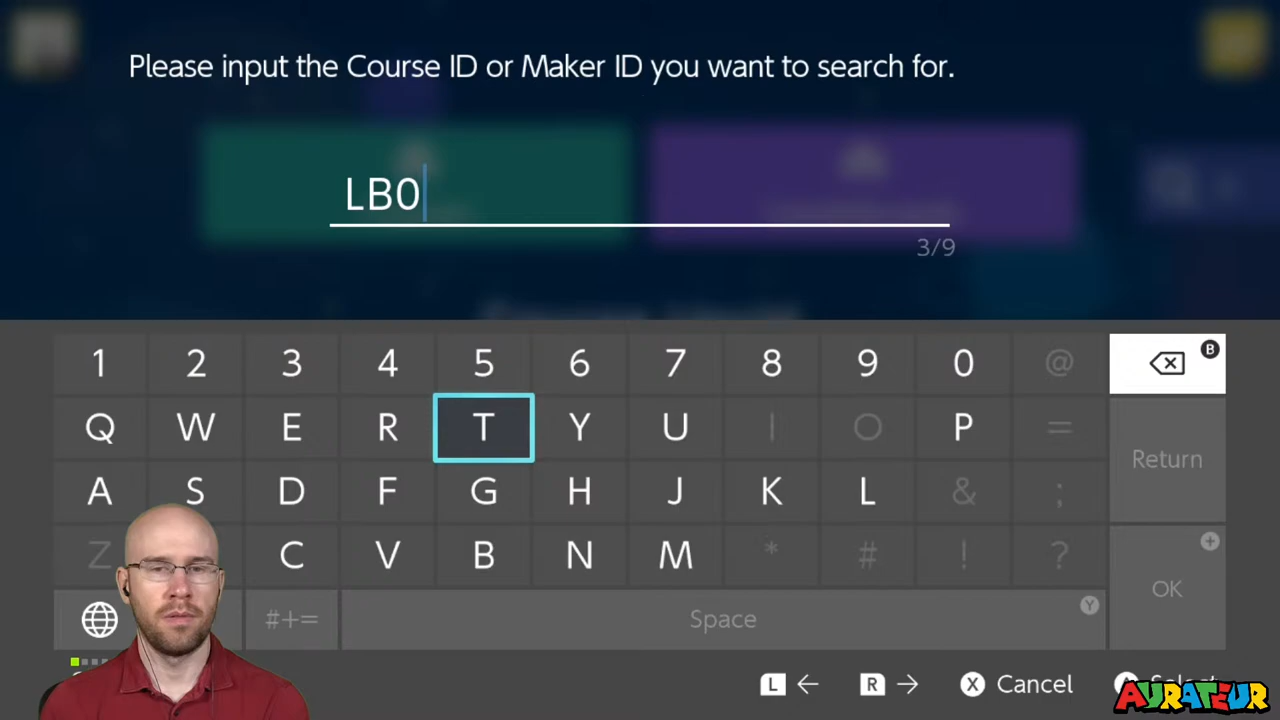 Please input the Course ID or Maker ID you want to search for.
LB0
3/9
1 2 3 4 5 6 7 8 9 0 @ B
Q W E R T Y U I O P =
Return
A S D F G H J K L & ;
Z C V B N M * # ! ? +
OK
#+= Space Y
L ← R → X Cancel Select
AURATEUR